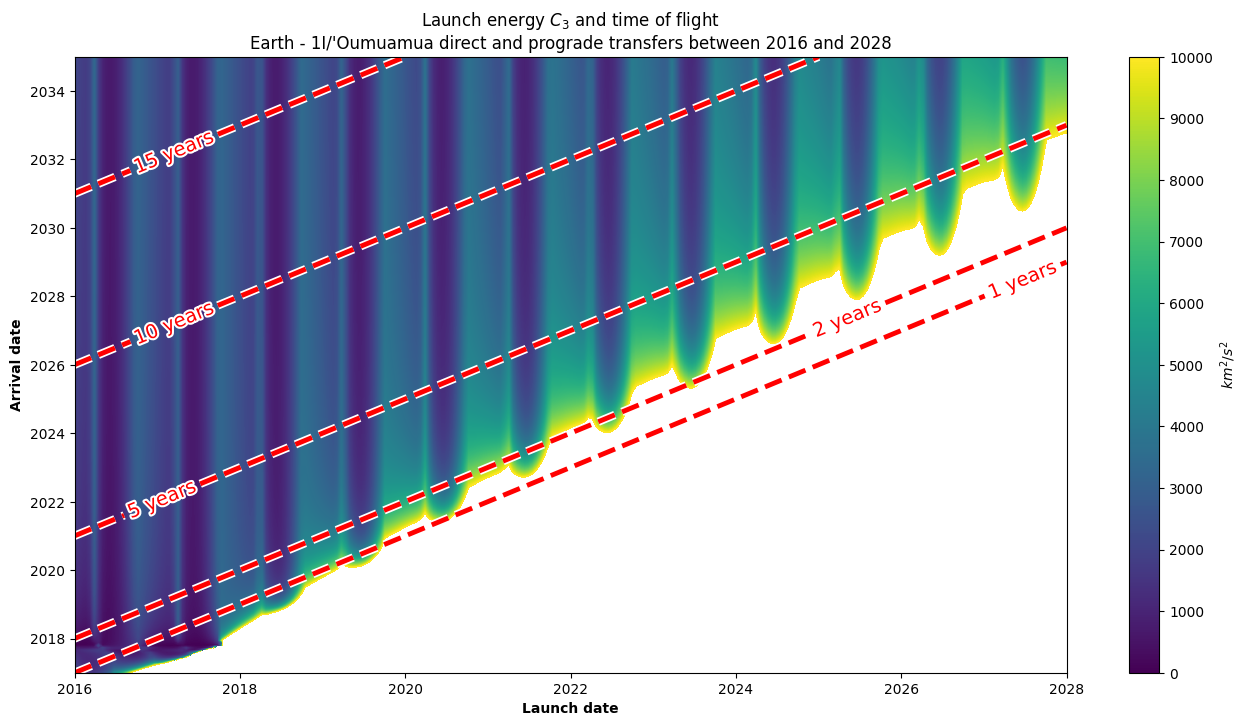 Launch energy $C_3$ and time of flight
Earth - 1I/'Oumuamua direct and prograde transfers between 2016 and 2028
2034
2032
2030
2028
2026
2024
2022
2020
2018
Arrival date
15 years
10 years
5 years
2 years
1 years
2016
2018
2020
2022
2024
2026
2028
Launch date
10000
9000
8000
7000
6000
5000
4000
3000
2000
1000
0
km²/s²